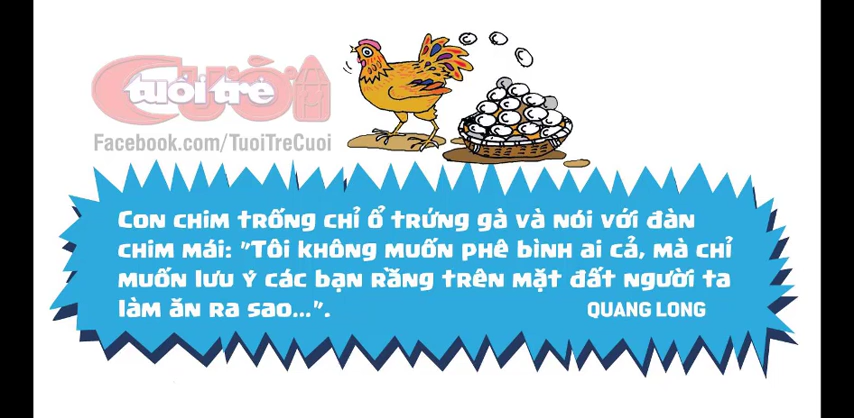 CƯỜI
tuổi trẻ
Facebook.com/TuoiTreCuoi
Con chim trống chỉ ổ trứng gà và nói với đàn
chim mái: "Tôi không muốn phê bình ai cả, mà chỉ
muốn lưu ý các bạn rằng trên mặt đất người ta
làm ăn ra sao...".
QUANG LONG